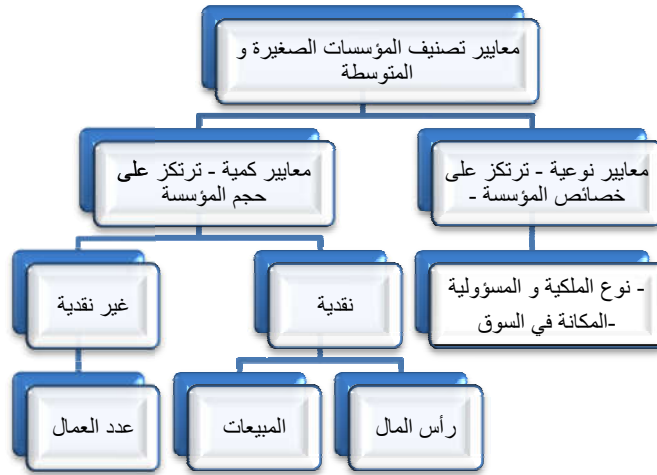 معايير تصنيف المؤسسات الصغيرة و
المتوسطة
معايير نوعية - ترتكز على
خصائص المؤسسة -
معايير كمية - ترتكز على
حجم المؤسسة
- نوع الملكية و المسؤولية
-المكانة في السوق
نقدية
غير نقدية
رأس المال
المبيعات
عدد العمال